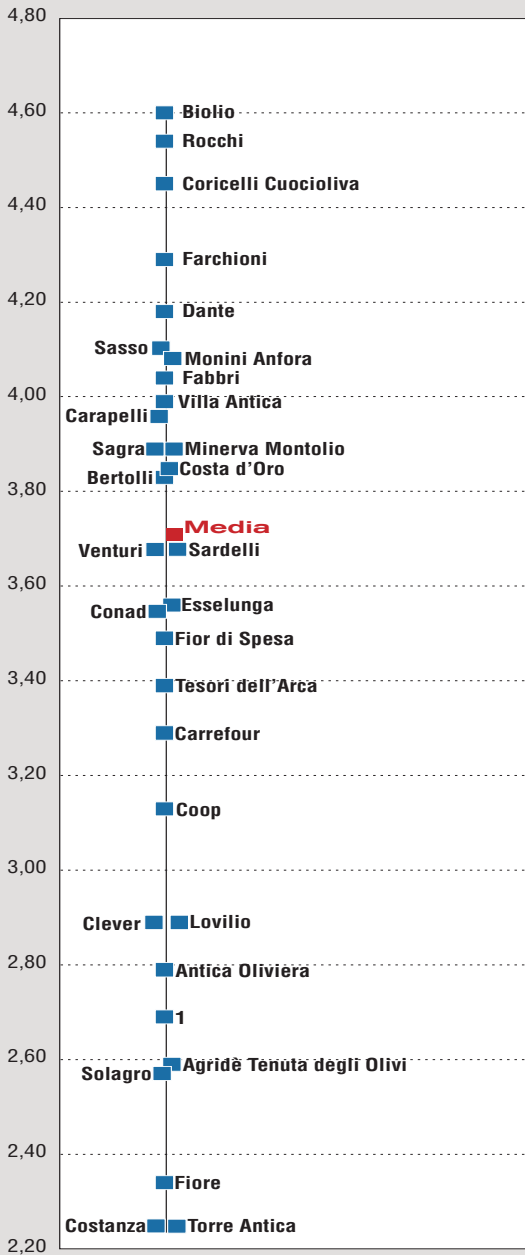 4,80
4,60
Biolio
Rocchi
Coricelli Cuocioliva
4,40
Farchioni
4,20
Dante
Sasso
Monini Anfora
Fabbri
4,00
Villa Antica
Carapelli
Sagra
Minerva Montolio
Costa d'Oro
Bertolli
3,80
Media
Venturi
Sardelli
3,60
Esselunga
Conad
Fior di Spesa
3,40
Tesori dell'Arca
Carrefour
3,20
Coop
3,00
Clever
Lovilio
2,80
Antica Oliviera
1
2,60
Agridè Tenuta degli Olivi
Solagro
2,40
Fiore
Costanza
Torre Antica
2,20